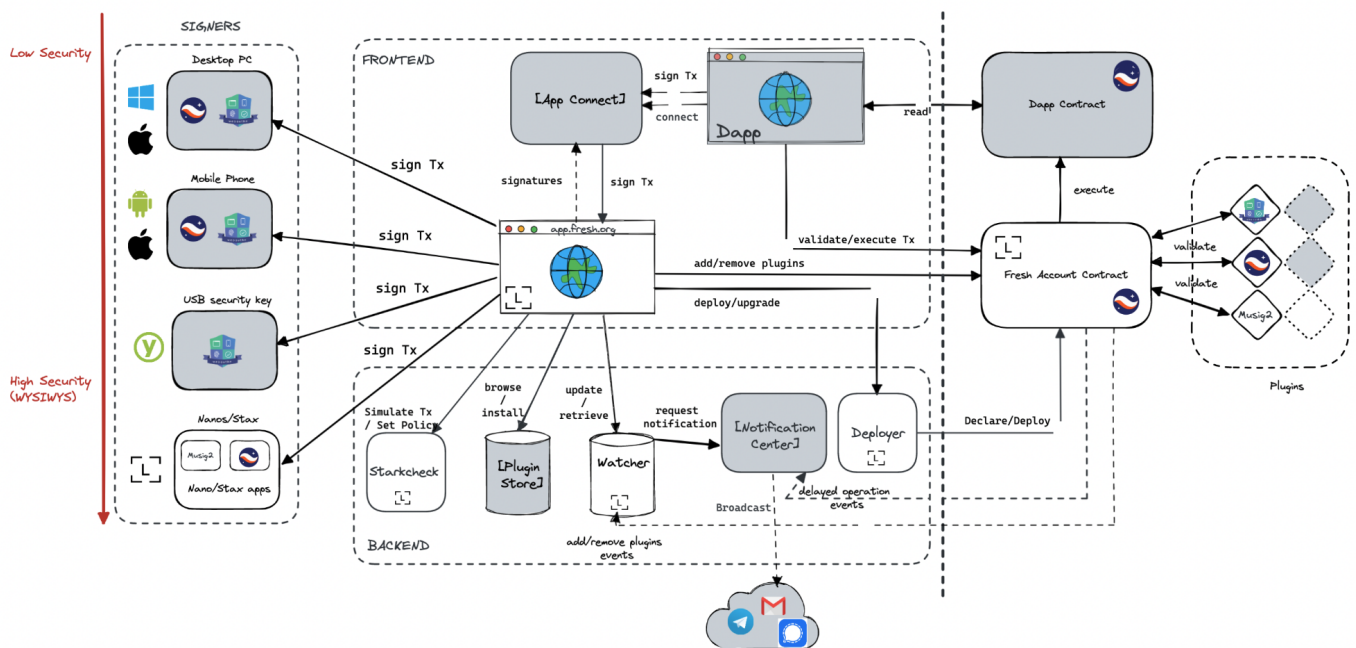 SIGNERS
Low Security
Desktop PC
Mobile Phone
USB security key
y
High Security
(WYSIWYS)
Nanos/Stax
Musig2
L
Nano/Stax apps
sign Tx
sign Tx
sign Tx
sign Tx
FRONTEND
[App Connect]
sign Tx
connect
Dapp
signatures
sign Tx
app.fresh.org
L
read
validate/execute Tx
add/remove plugins
deploy/upgrade
Dapp Contract
execute
L
Fresh Account Contract
validate
validate
Musig2
Plugins
Simulate Tx
/ Set Policy
browse
/
install
update
/
retrieve
request
notification
Starkcheck
L
[Plugin
Store]
Watcher
L
[Notification
Center]
Deployer
L
Declare/Deploy
delayed operation
events
Broadcast
add/remove plugins
events
BACKEND